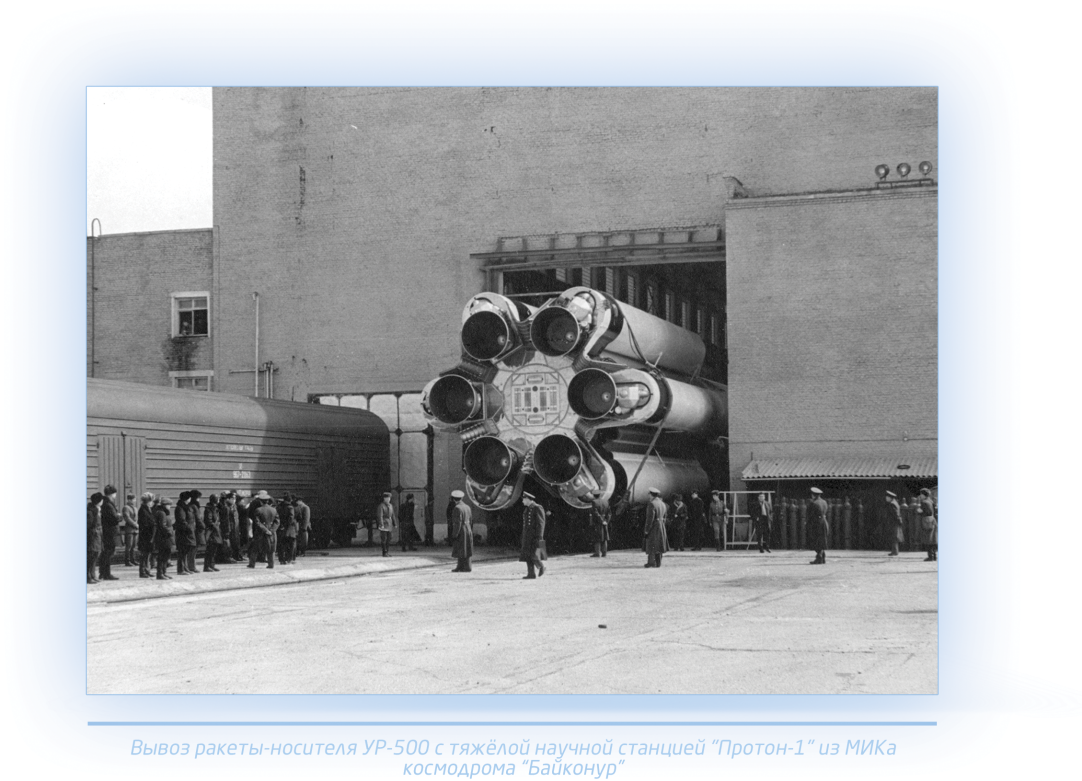 Вывоз ракеты-носителя УР-500 с тяжёлой научной станцией "Протон-1" из МИКа
космодрома "Байконур"